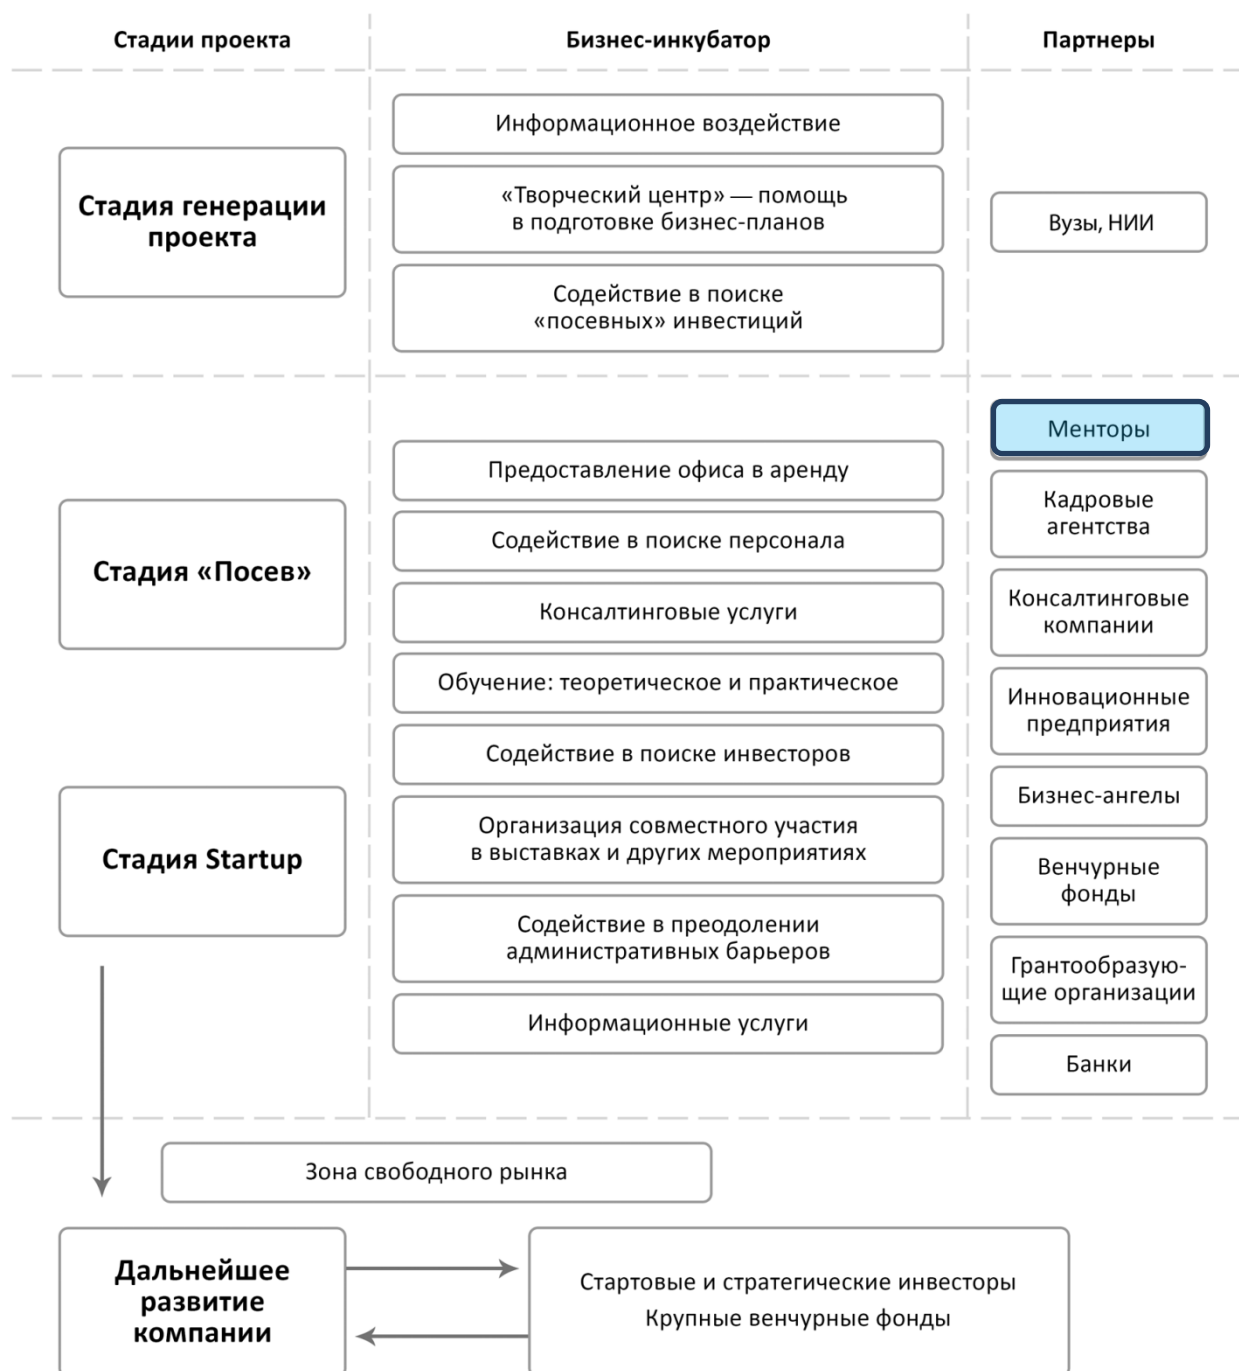 Стадии проекта
Бизнес-инкубатор
Партнеры
Стадия генерации
проекта
Информационное воздействие
«Творческий центр» — помощь
в подготовке бизнес-планов
Содействие в поиске
«посевных» инвестиций
Вузы, НИИ
Стадия «Посев»
Стадия Startup
Предоставление офиса в аренду
Содействие в поиске персонала
Консалтинговые услуги
Обучение: теоретическое и практическое
Содействие в поиске инвесторов
Организация совместного участия
в выставках и других мероприятиях
Содействие в преодолении
административных барьеров
Информационные услуги
Менторы
Кадровые
агентства
Консалтинговые
компании
Инновационные
предприятия
Бизнес-ангелы
Венчурные
фонды
Грантообразую-
щие организации
Банки
Зона свободного рынка
Дальнейшее
развитие
компании
Стартовые и стратегические инвесторы
Крупные венчурные фонды